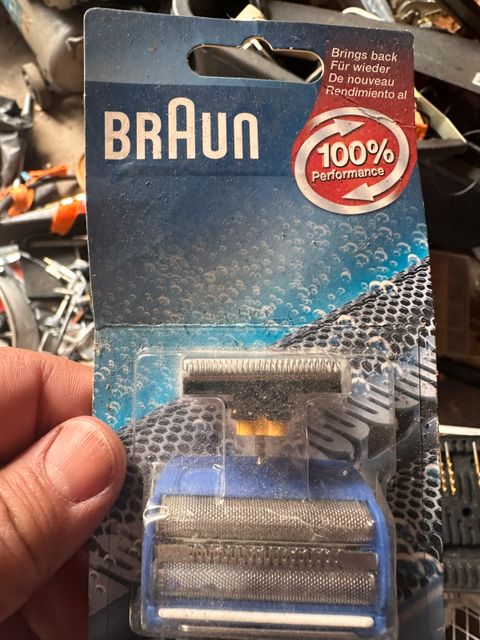 Brings back
Für wieder
De nouveau
Rendimiento al
BRAUN
100%
Performance